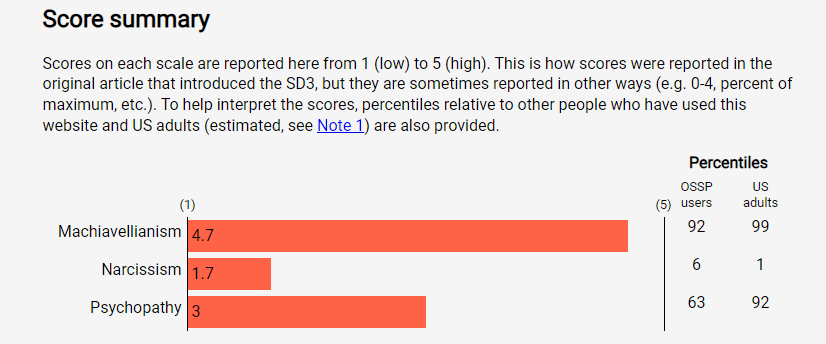 Score summary
Scores on each scale are reported here from 1 (low) to 5 (high). This is how scores were reported in the
original article that introduced the SD3, but they are sometimes reported in other ways (e.g. 0-4, percent of
maximum, etc.). To help interpret the scores, percentiles relative to other people who have used this
website and US adults (estimated, see Note 1) are also provided.
Percentiles
(1) (5) OSSP users US adults
Machiavellianism 4.7 92 99
Narcissism 1.7 6 1
Psychopathy 3 63 92